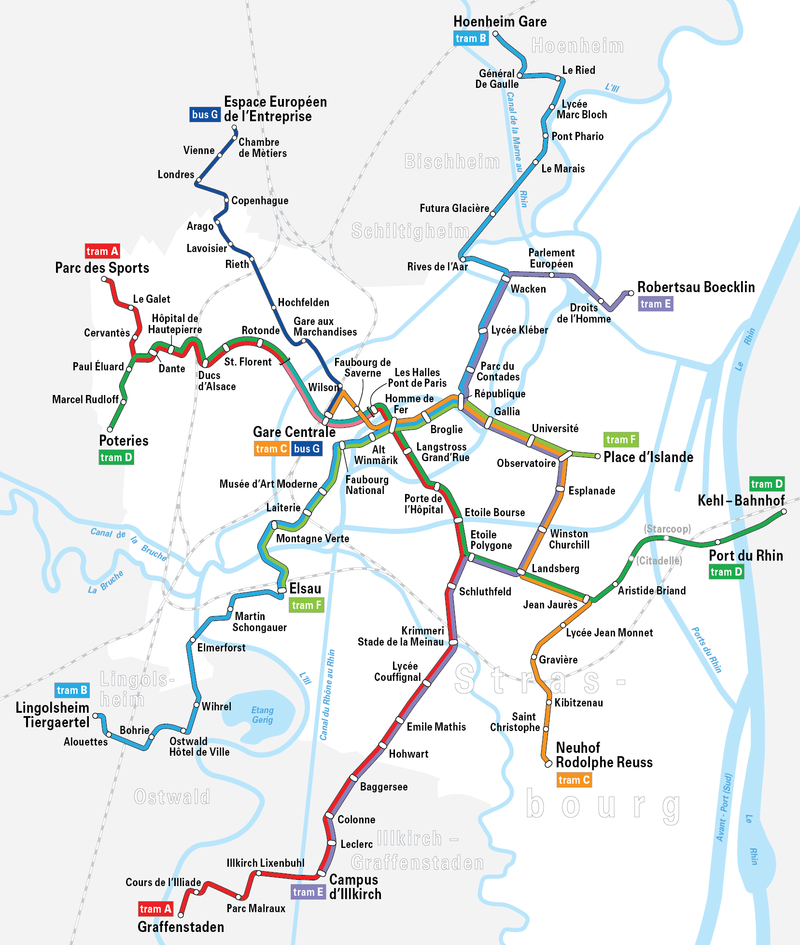 Hoenheim Gare
tram B
Hoenheim
Général
De Gaulle
Le Ried
L'Ill
Lycée
Marc Bloch
Canal de la Marne au Rhin
Pont Phario
Bischheim
Le Marais
Futura Glacière
Schiltigheim
Rives de l'Aar
Espace Européen
bus G
de l'Entreprise
Chambre
de Mètiers
Vienne
Londres
Copenhague
Arago
Lavoisier
Rieth
Hochfelden
Gare aux
Marchandises
tram A
Parc des Sports
Le Galet
Cervantès
Hôpital de
Hautepierre
Rotonde
Paul Éluard
Dante
Ducs
d'Alsace
St. Florent
Marcel Rudloff
Poteries
tram D
Parlement
Européen
Wacken
Robertsau Boecklin
tram E
Droits
de l'Homme
Lycée Kléber
Le Rhin
Parc du
Contades
République
Faubourg de
Saverne
Les Halles
Pont de Paris
Wilson
Homme de
Fer
Gallia
Broglie
Gare Centrale
tram C
bus G
Alt
Winmärik
Langstross
Grand'Rue
Université
tram F
Place d'Islande
Observatoire
Faubourg
National
Musée d'Art Moderne
Porte de
l'Hôpital
Esplanade
tram D
Kehl – Bahnhof
Laiterie
Etoile Bourse
Montagne Verte
Etoile
Polygone
Winston
Churchill
(Starcoop)
(Citadelle)
Port du Rhin
tram D
Canal de la Bruche
La Bruche
Landsberg
Elsau
tram F
Schluthfeld
Jean Jaurès
Aristide Briand
Martin
Schongauer
Krimmeri
Stade de la Meinau
Lycée Jean Monnet
Elmerforst
Ports du Rhin
Lycée
Couffignal
Gravière
Stras-
L'Ill
Canal du Rhône au Rhin
Lingols-
heim
tram B
Lingolsheim
Tiergaertel
Wihrel
Etang
Gerig
Kibitzenau
Emile Mathis
Saint
Christophe
Alouettes
Bohrie
Ostwald
Hôtel de Ville
Hohwart
Neuhof
Rodolphe Reuss
tram C
Baggersee
Ostwald
bourg
Avant - Port (Sud)
Le Rhin
Colonne
Illkirch –
Graffenstaden
Leclerc
Illkirch Lixenbuhl
Campus
d'Illkirch
tram E
Cours de l'Illiade
Parc Malraux
tram A
Graffenstaden